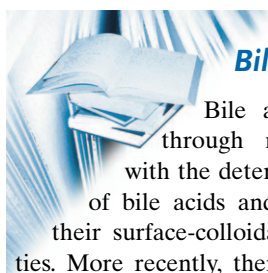 Bil
Bile a
through
with the deter
of bile acids and
their surface-colloida
ties. More recently, the